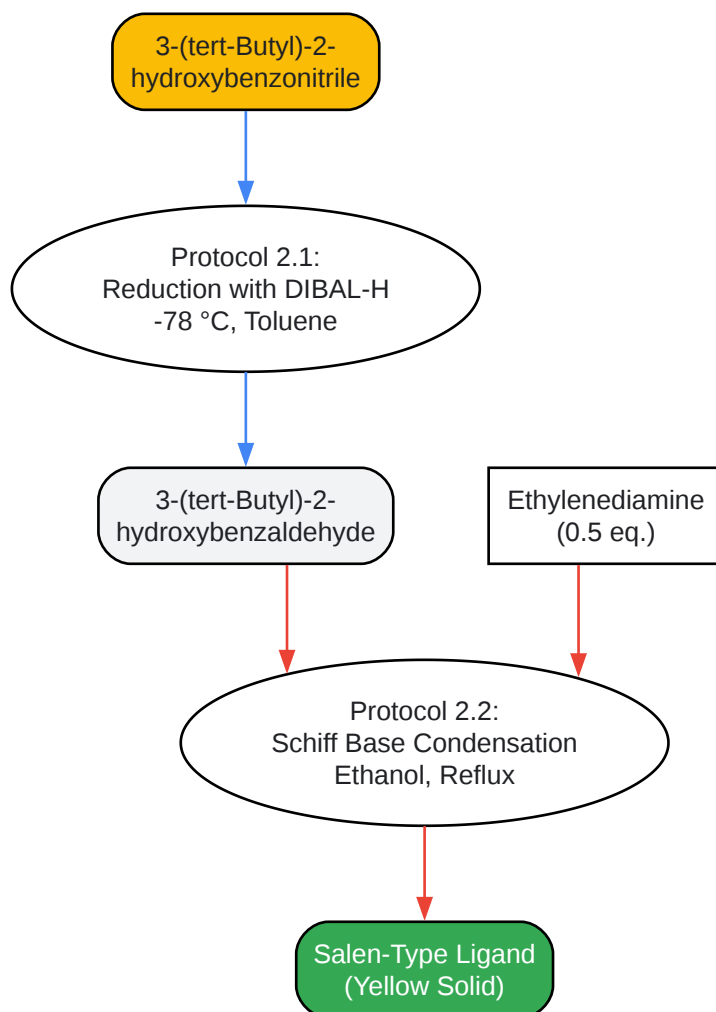 3-(tert-Butyl)-2-
hydroxybenzonitrile
Protocol 2.1:
Reduction with DIBAL-H
-78 °C, Toluene
3-(tert-Butyl)-2-
hydroxybenzaldehyde
Ethylenediamine
(0.5 eq.)
Protocol 2.2:
Schiff Base Condensation
Ethanol, Reflux
Salen-Type Ligand
(Yellow Solid)